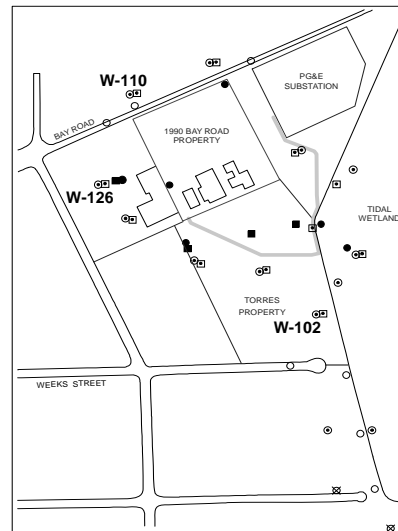 W-110
PG&E
SUBSTATION
BAY ROAD
1990 BAY ROAD
PROPERTY
W-126
TIDAL
WETLAND
TORRES
PROPERTY
W-102
WEEKS STREET